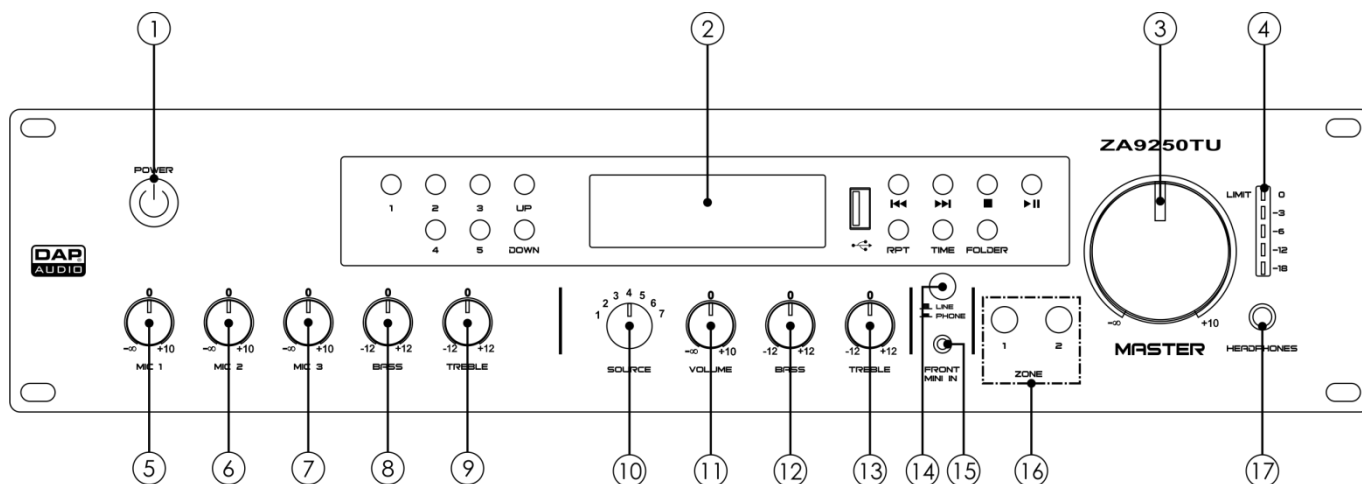 1 2 3 4
ZA9250TU
POWER
1 2 3 UP
4 5 DOWN
RPT TIME FOLDER
LIMIT 0
-3
-6
-12
-18
DAP
AUDIO
0 0 0 0 0
-∞ +10 -∞ +10 -∞ +10 -12 +12 -12 +12
MIC 1 MIC 2 MIC 3 BASS TREBLE
1 2 3 4 5 6 7
SOURCE
0 0 0
-∞ +10 -12 +12 -12 +12
VOLUME BASS TREBLE
LINE
PHONE
FRONT
MINI IN
1 2
ZONE
-∞ +10
MASTER
HEADPHONES
5 6 7 8 9 10 11 12 13 14 15 16 17